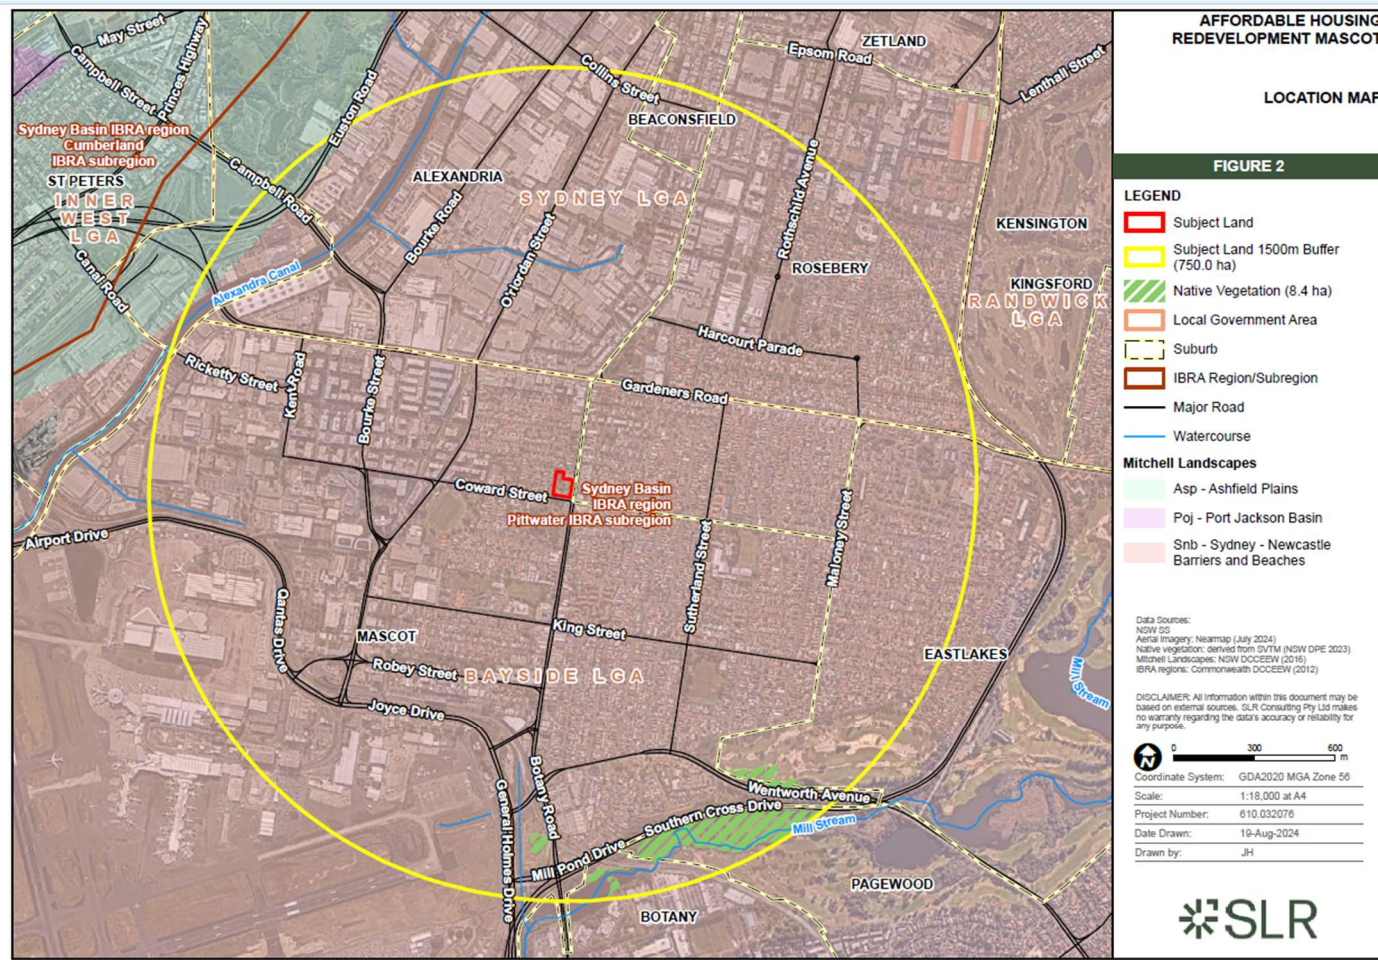 AFFORDABLE HOUSING
REDEVELOPMENT MASCOT
LOCATION MAP
FIGURE 2
LEGEND
Subject Land
Subject Land 1500m Buffer
(750.0 ha)
Native Vegetation (8.4 ha)
Local Government Area
Suburb
IBRA Region/Subregion
Major Road
Watercourse
Mitchell Landscapes
Asp - Ashfield Plains
Poj - Port Jackson Basin
Snb - Sydney - Newcastle
Barriers and Beaches
Data Sources:
NSW SS
Aerial Imagery: Nearmap (July 2024)
Native vegetation: derived from SVTM (NSW DPE 2023)
Mitchell Landscapes: NSW DCCEEW (2016)
IBRA regions: Commonwealth DCCEEW (2012)
DISCLAIMER: All information within this document may be
based on external sources. SLR Consulting Pty Ltd makes
no warranty regarding the data's accuracy or reliability for
any purpose.
N
0 300 600
m
Coordinate System: GDA2020 MGA Zone 56
Scale: 1:18,000 at A4
Project Number: 610.032076
Date Drawn: 19-Aug-2024
Drawn by: JH
SLR
May Street
Princes Highway
Campbell Street
Euston Road
Collins Street
Epsom Road
ZETLAND
Lenthall Street
BEACONSFIELD
Sydney Basin IBRA region
Cumberland
IBRA subregion
ST PETERS
INNER
WEST
LGA
Campbell Road
ALEXANDRIA
SYDNEY LGA
Bourke Road
O'riordan Street
Rothschild Avenue
KENSINGTON
Canal Road
Alexandra Canal
ROSEBERY
KINGSFORD
RANDWICK
LGA
Harcourt Parade
Ricketty Street
Kent Road
Bourke Street
Gardeners Road
Coward Street
Sydney Basin
IBRA region
Pittwater IBRA subregion
Airport Drive
Maloney Street
Sutherland Street
Qantas Drive
King Street
MASCOT
Robey Street
BAYSIDE LGA
EASTLAKES
Mill Stream
Joyce Drive
General Holmes Drive
Botany Road
Wentworth Avenue
Southern Cross Drive
Mill Stream
Mill Pond Drive
PAGEWOOD
BOTANY